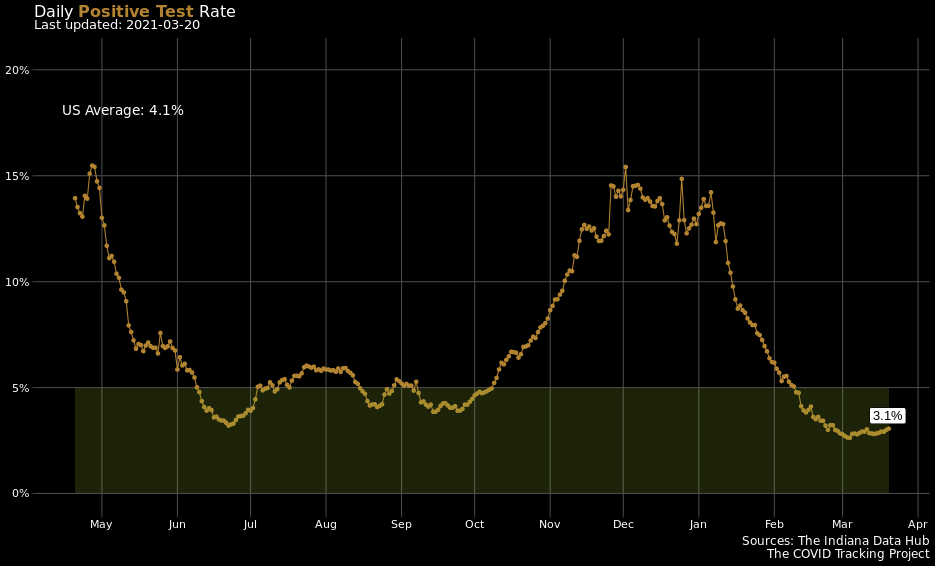 Daily Positive Test Rate
Last updated: 2021-03-20
20%
US Average: 4.1%
15%
10%
5%
3.1%
0%
May Jun Jul Aug Sep Oct Nov Dec Jan Feb Mar Apr
Sources: The Indiana Data Hub
The COVID Tracking Project